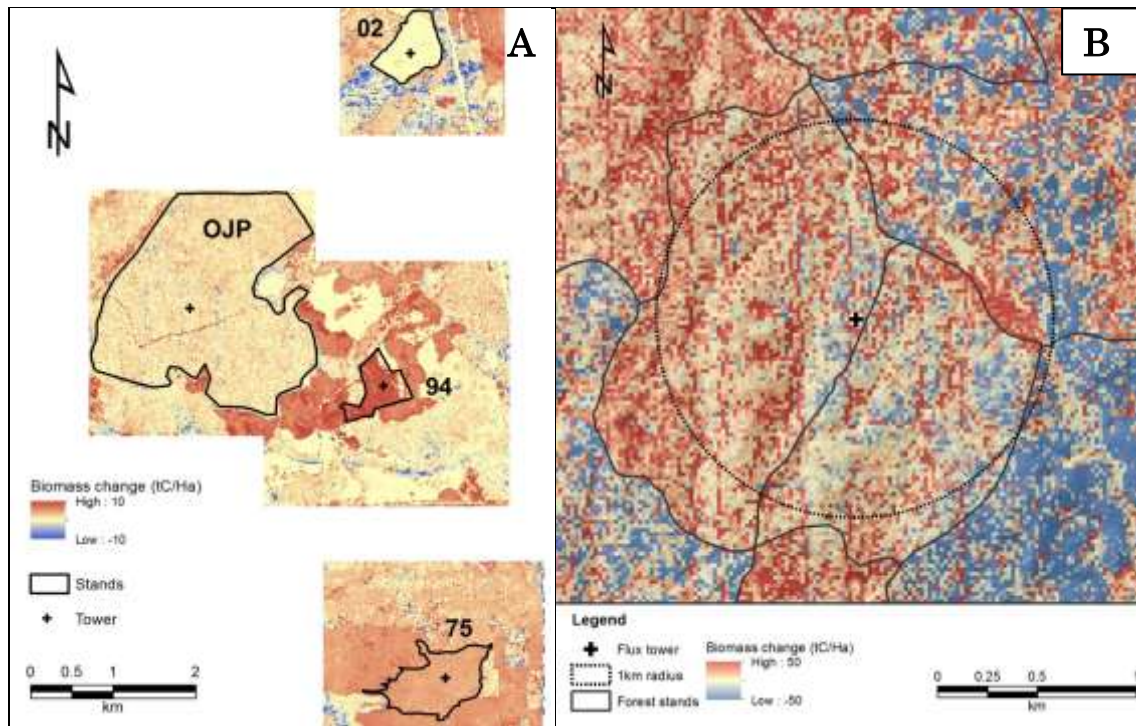 A
02
N
OJP
94
Biomass change (tC/Ha)
High : 10
Low : -10
Stands
Tower
75
0 0.5 1 2
km
B
N
Legend
Flux tower
1km radius
Forest stands
Biomass change (tC/Ha)
High : 50
Low : -50
0 0.25 0.5 1
km